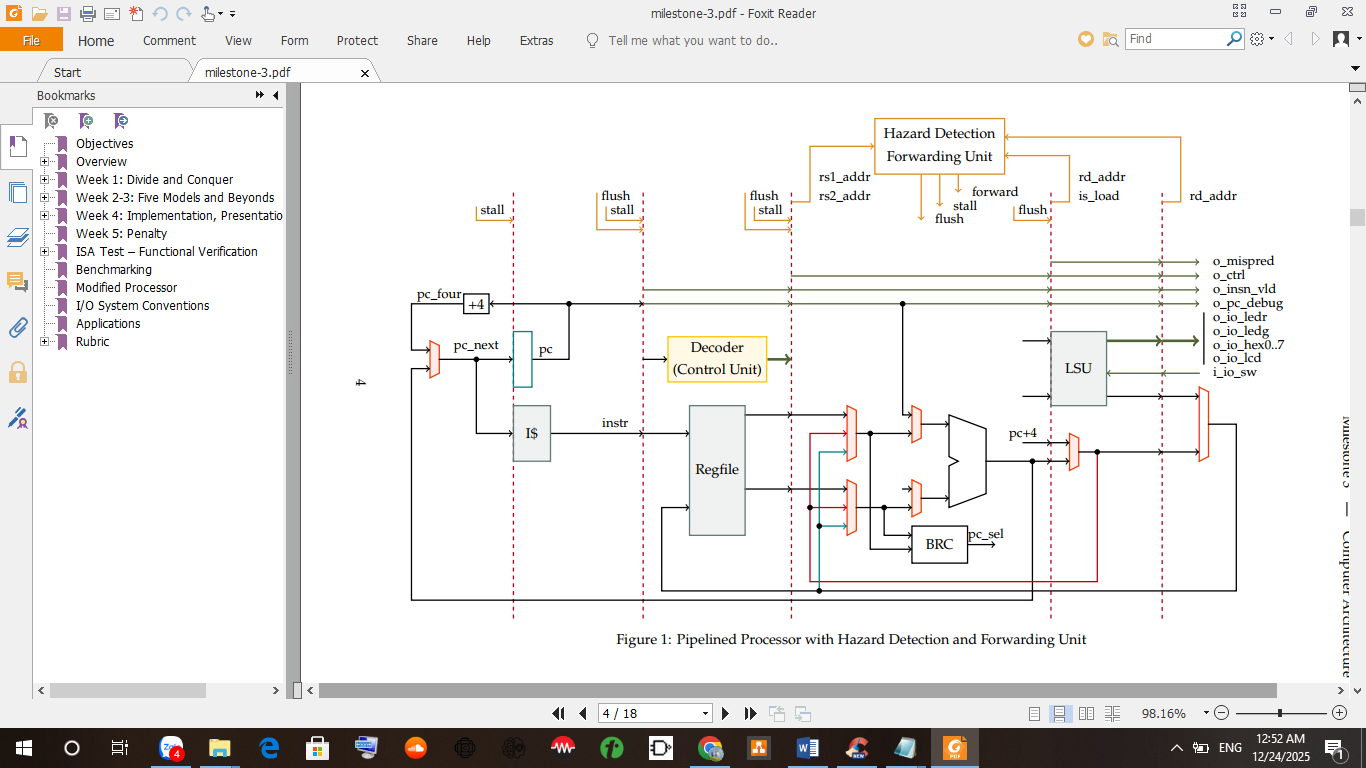 milestone-3.pdf - Foxit Reader
File
Home
Comment
View
Form
Protect
Share
Help
Extras
Tell me what you want to do..
Find
Start
milestone-3.pdf
Bookmarks
Objectives
Overview
Week 1: Divide and Conquer
Week 2-3: Five Models and Beyonds
Week 4: Implementation, Presentatio
Week 5: Penalty
ISA Test – Functional Verification
Benchmarking
Modified Processor
I/O System Conventions
Applications
Rubric
Hazard Detection
Forwarding Unit
rs1_addr
rs2_addr
forward
stall
flush
rd_addr
is_load
rd_addr
stall
flush
stall
flush
stall
flush
o_mispred
o_ctrl
o_insn_vld
o_pc_debug
o_io_ledr
o_io_ledg
o_io_hex0..7
o_io_lcd
i_io_sw
pc_four
+4
pc_next
pc
Decoder
(Control Unit)
LSU
I$
instr
Regfile
pc+4
BRC
pc_sel
4
Milestone 3 — Computer Architecture
Figure 1: Pipelined Processor with Hazard Detection and Forwarding Unit
4 / 18
98.16%
4
NEW
PDF
ENG
12:52 AM
12/24/2025
1